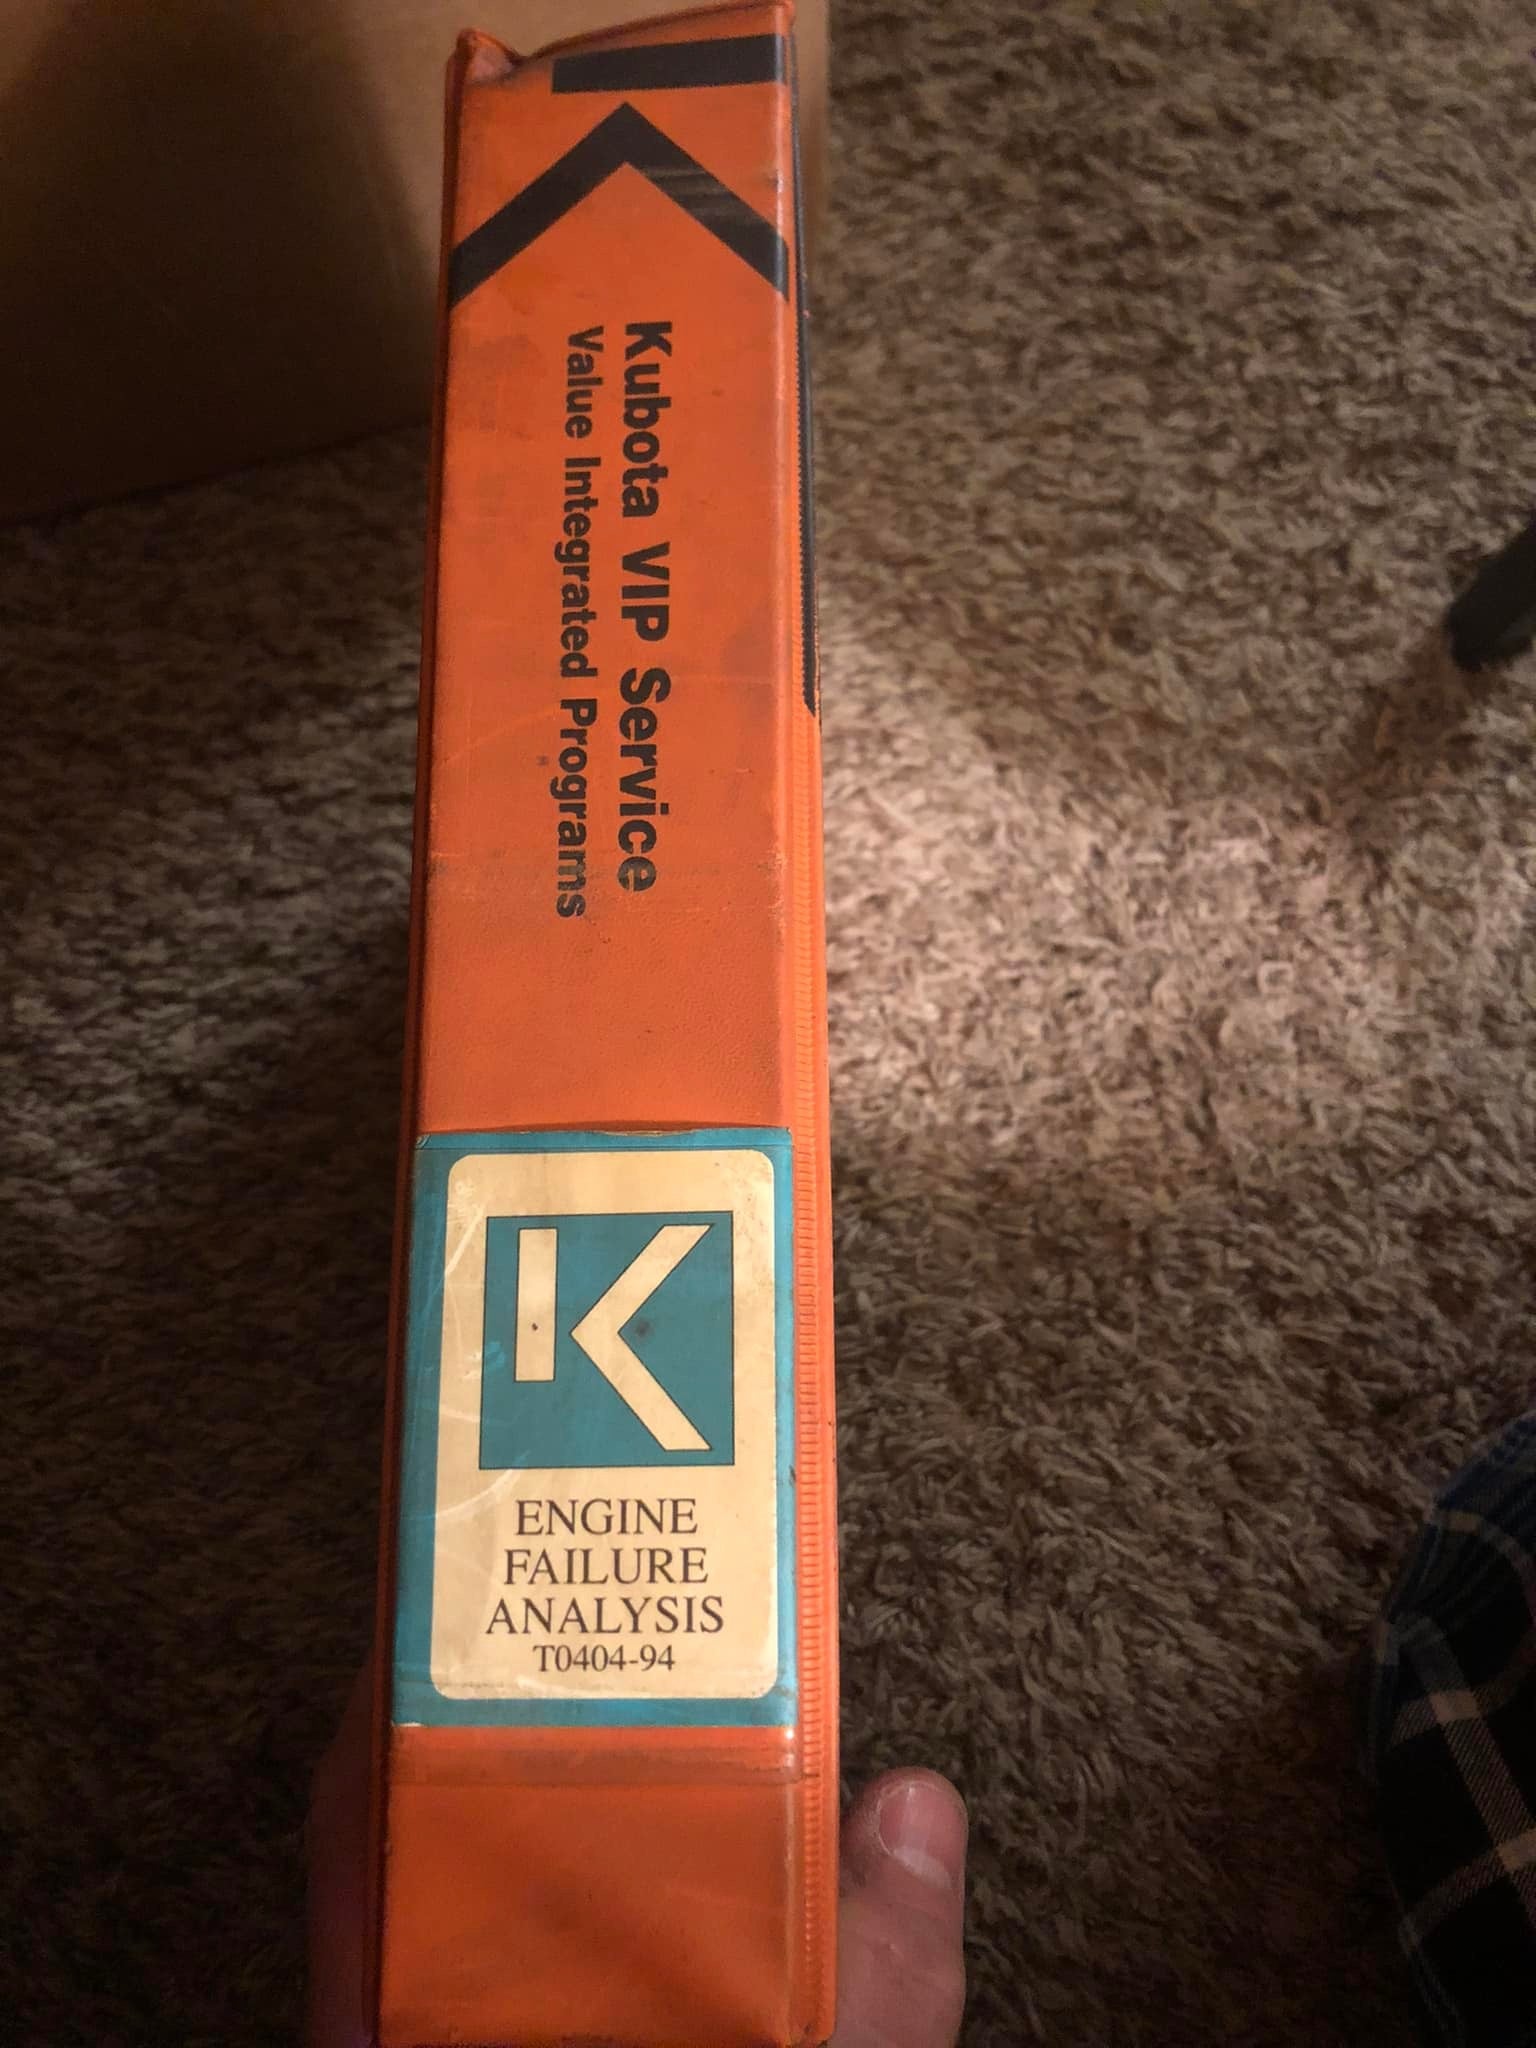 Kubota VIP Service
Value Integrated Programs
K
ENGINE
FAILURE
ANALYSIS
T0404-94